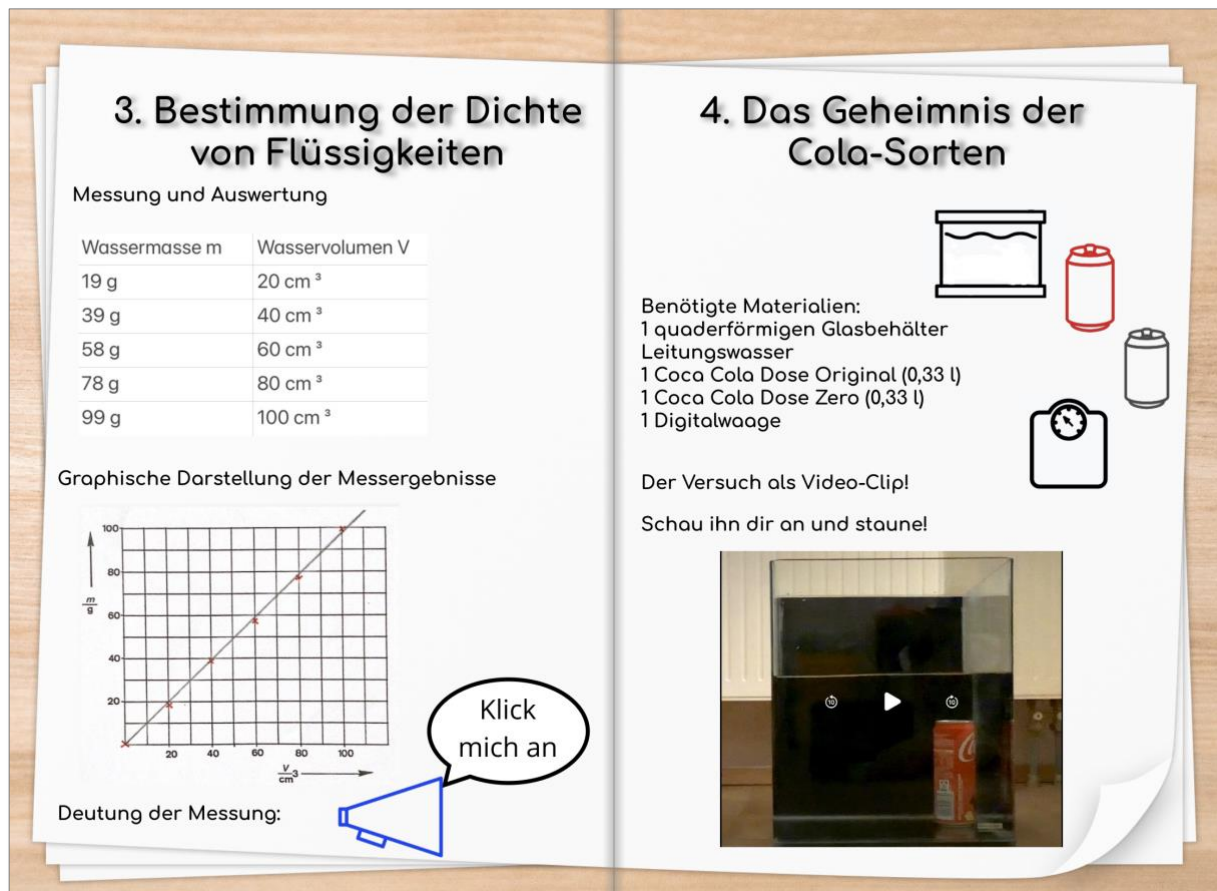 3. Bestimmung der Dichte
von Flüssigkeiten
Messung und Auswertung
Wassermasse m Wasservolumen V
19 g 20 cm ³
39 g 40 cm ³
58 g 60 cm ³
78 g 80 cm ³
99 g 100 cm ³
Graphische Darstellung der Messergebnisse
100
80
m
g
60
40
20
20 40 60 80 100
V
cm3
Klick
mich an
Deutung der Messung:
4. Das Geheimnis der
Cola-Sorten
Benötigte Materialien:
1 quaderförmigen Glasbehälter
Leitungswasser
1 Coca Cola Dose Original (0,33 l)
1 Coca Cola Dose Zero (0,33 l)
1 Digitalwaage
Der Versuch als Video-Clip!
Schau ihn dir an und staune!
10 10